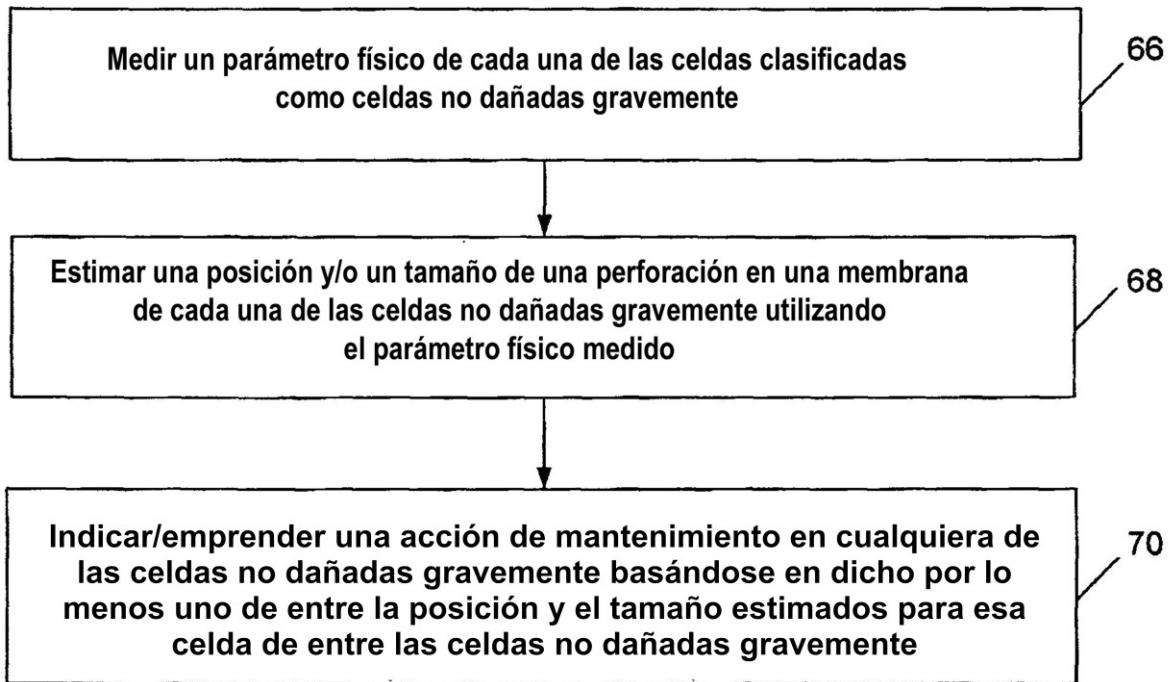 Medir un parámetro físico de cada una de las celdas clasificadas
como celdas no dañadas gravemente
66
Estimar una posición y/o un tamaño de una perforación en una membrana
de cada una de las celdas no dañadas gravemente utilizando
el parámetro físico medido
68
Indicar/emprender una acción de mantenimiento en cualquiera de
las celdas no dañadas gravemente basándose en dicho por lo
menos uno de entre la posición y el tamaño estimados para esa
celda de entre las celdas no dañadas gravemente
70